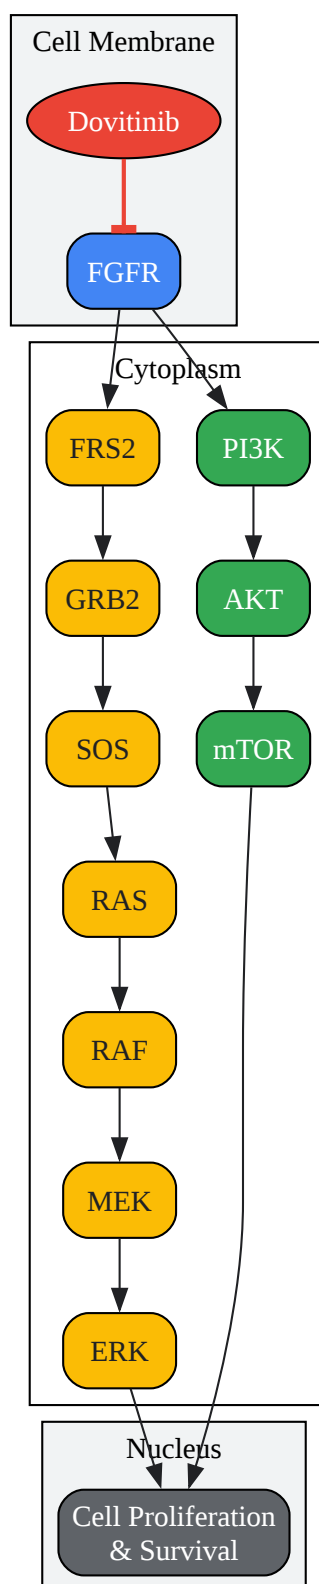 Cell Membrane
Dovitinib
FGFR
Cytoplasm
FRS2
PI3K
GRB2
AKT
SOS
mTOR
RAS
RAF
MEK
ERK
Nucleus
Cell Proliferation
& Survival